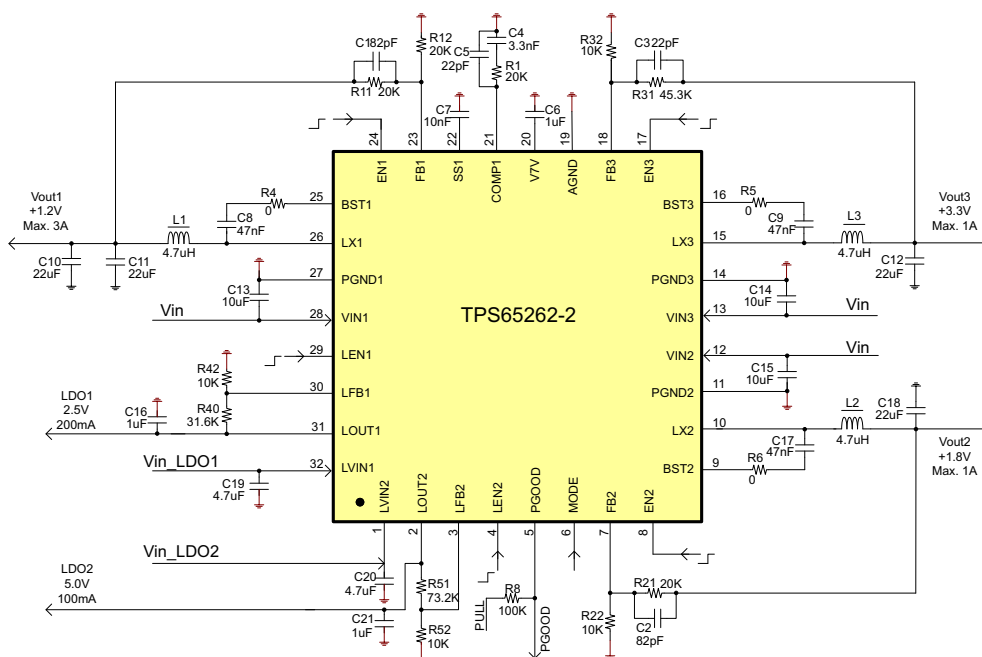 R12
20K
C182pF
R11 20K
C5
22pF
C4
3.3nF
R1
20K
R32
10K
C322pF
R31 45.3K
C7
10nF
C6
1uF
24
23
22
21
20
19
18
17
EN1
FB1
SS1
COMP1
V7V
AGND
FB3
EN3
Vout1
+1.2V
Max. 3A
L1
4.7uH
R4
0
C8
47nF
25
BST1
26
LX1
C10
22uF
C11
22uF
27
PGND1
C13
10uF
Vin
28
VIN1
29
LEN1
R42
10K
30
LFB1
R40
31.6K
LDO1
2.5V
200mA
C16
1uF
31
LOUT1
Vin_LDO1
32
LVIN1
C19
4.7uF
TPS65262-2
BST3
16
R5
0
C9
47nF
LX3
15
L3
4.7uH
Vout3
+3.3V
Max. 1A
C12
22uF
PGND3
14
C14
10uF
VIN3
13
Vin
VIN2
12
Vin
C15
10uF
PGND2
11
LX2
10
L2
4.7uH
C18
22uF
C17
47nF
Vout2
+1.8V
Max. 1A
BST2
9
R6
0
LVIN2
LOUT2
LFB2
LEN2
PGOOD
MODE
FB2
EN2
1
2
3
4
5
6
7
8
Vin_LDO2
LDO2
5.0V
100mA
C20
4.7uF
C21
1uF
R51
73.2K
R52
10K
PULL
R8
100K
PGOOD
R22
10K
R21 20K
C2
82pF